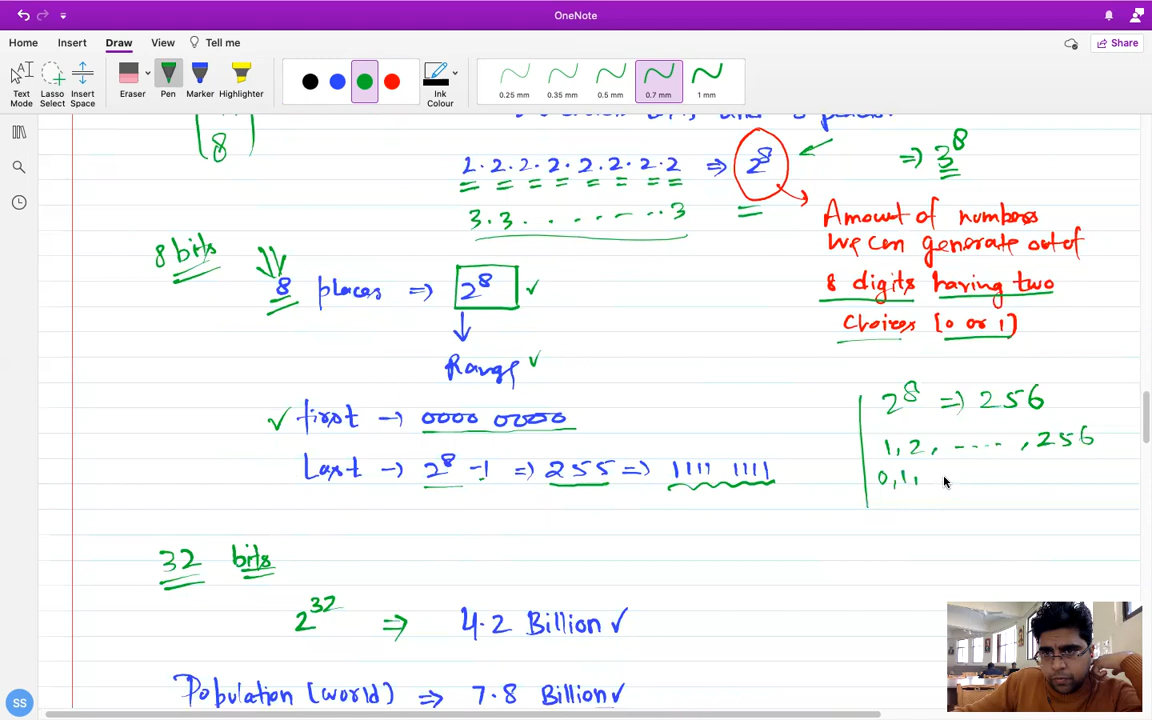 OneNote
Home Insert Draw View Tell me Share
Text Mode Lasso Select Insert Space Eraser Pen Marker Highlighter Ink Colour 0.25 mm 0.35 mm 0.5 mm 0.7 mm 1 mm
8
2.2.2.2.2.2.2.2 ⇒ 2^8 ⇒ 3^8
3.3. . . . . . . .3
Amount of numbers
we can generate out of
8 digits having two
choices [0 or 1]
8 bits
8 places ⇒ 2^8 ✓
↓
Range ✓
✓ first → 0000 00000
Last → 2^8 -1 ⇒ 255 ⇒ 1111 1111
2^8 ⇒ 256
1, 2, ....., 256
0, 1,
32 bits
2^32 ⇒ 4.2 Billion ✓
Population (world) ⇒ 7.8 Billion ✓
SS